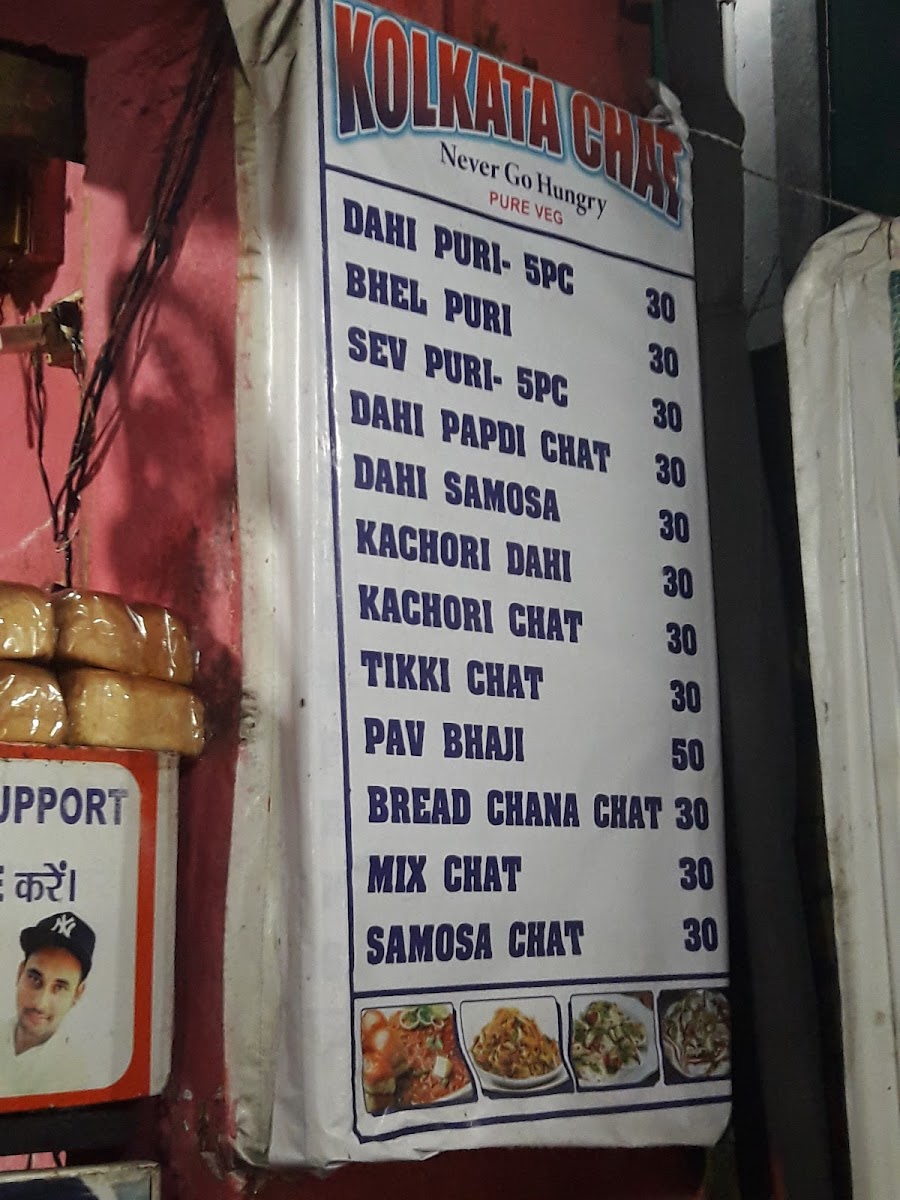 KOLKATA CHAT
Never Go Hungry
PURE VEG
DAHI PURI- 5PC 30
BHEL PURI 30
SEV PURI- 5PC 30
DAHI PAPDI CHAT 30
DAHI SAMOSA 30
KACHORI DAHI 30
KACHORI CHAT 30
TIKKI CHAT 30
PAV BHAJI 50
BREAD CHANA CHAT 30
MIX CHAT 30
SAMOSA CHAT 30
UPPORT
E करें।
NY